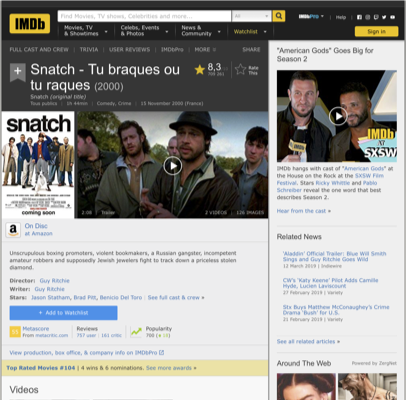 IMDb
Find Movies, TV shows, Celebrities and more...
All
IMDbPro
Help
Movies, TV & Showtimes
Celebs, Events & Photos
News & Community
Watchlist
Sign in
FULL CAST AND CREW | TRIVIA | USER REVIEWS | IMDbPro | MORE
SHARE
Snatch - Tu braques ou tu raques (2000)
Snatch (original title)
Tous publics | 1h 44min | Comedy, Crime | 15 November 2000 (France)
8,3
Rate This
snatch
coming soon
2:08 | Trailer
2 VIDEOS | 126 IMAGES
On Disc
at Amazon
Unscrupulous boxing promoters, violent bookmakers, a Russian gangster, incompetent
amateur robbers and supposedly Jewish jewelers fight to track down a priceless stolen
diamond.
Director: Guy Ritchie
Writer: Guy Ritchie
Stars: Jason Statham, Brad Pitt, Benicio Del Toro | See full cast & crew »
+ Add to Watchlist
Metascore
From metacritic.com
Reviews
757 user | 161 critic
Popularity
View production, box office, & company info on IMDbPro
Top Rated Movies #104 | 4 wins & 6 nominations. See more awards »
Videos
"American Gods" Goes Big for
Season 2
IMDb
AT
SXSW
IMDb hangs with cast of "American Gods" at
the House on the Rock at the SXSW Film
Festival. Stars Ricky Whittle and Pablo
Schreiber reveal the one word that best
describes Season 2.
Hear from the cast »
Related News
'Aladdin' Official Trailer: Blue Will Smith
and Guy Ritchie Goes Wild
12 March 2019 | Indiewire
CW's 'Katy Keene' Pilot Adds Camille
Hyde, Lucien Laviscount
27 February 2019 | Variety
Stx Buys Matthew McConaughey's Crime
Drama 'Bush' for U.S.
21 February 2019 | Variety
See all related articles »
Around The Web
Powered by ZergNet